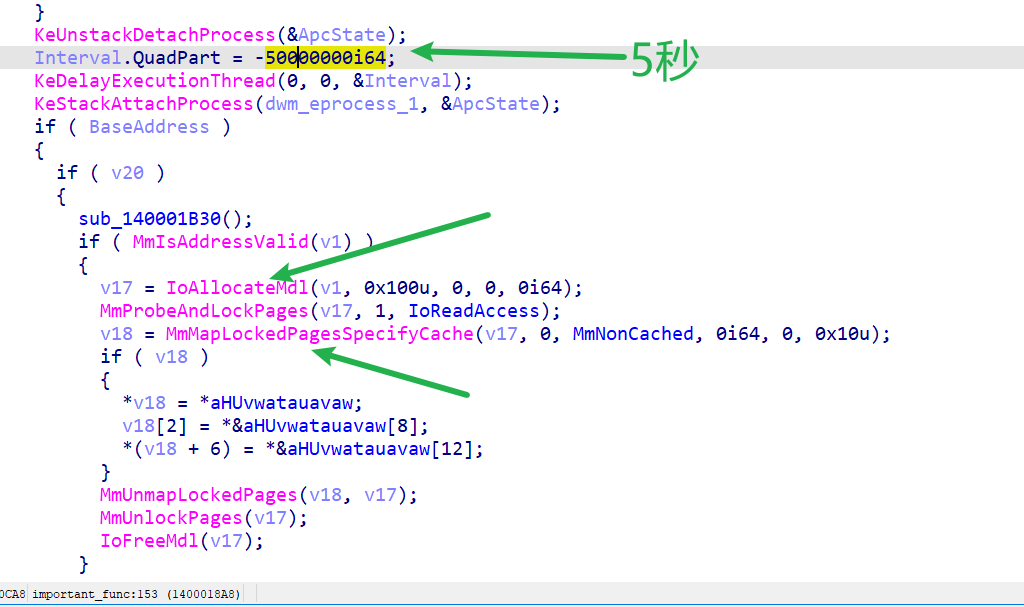 }
KeUnstackDetachProcess(&ApcState);
Interval.QuadPart = -50000000i64;
5秒
KeDelayExecutionThread(0, 0, &Interval);
KeStackAttachProcess(dwm_eprocess_1, &ApcState);
if ( BaseAddress )
{
if ( v20 )
{
sub_140001B30();
if ( MmIsAddressValid(v1) )
{
v17 = IoAllocateMdl(v1, 0x100u, 0, 0, 0i64);
MmProbeAndLockPages(v17, 1, IoReadAccess);
v18 = MmMapLockedPagesSpecifyCache(v17, 0, MmNonCached, 0i64, 0, 0x10u);
if ( v18 )
{
*v18 = *aHUvwatauavaw;
v18[2] = *&aHUvwatauavaw[8];
*(v18 + 6) = *&aHUvwatauavaw[12];
}
MmUnmapLockedPages(v18, v17);
MmUnlockPages(v17);
IoFreeMdl(v17);
}
0CA8 important_func:153 (1400018A8)